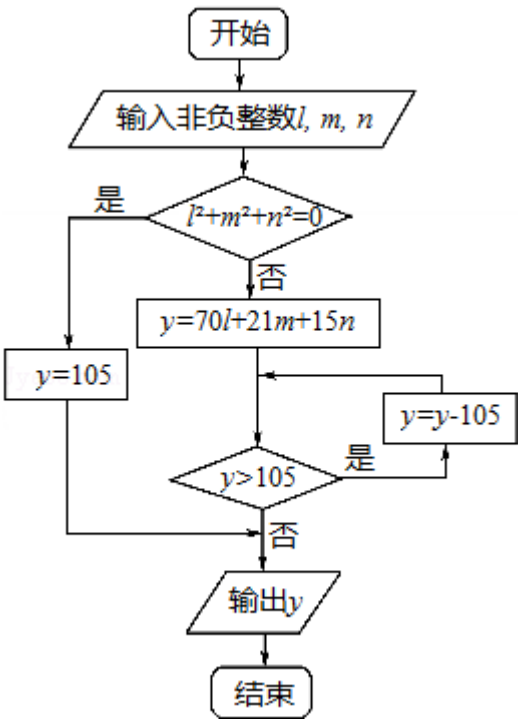 开始
输入非负整数l, m, n
是
l²+m²+n²=0
否
y=70l+21m+15n
y=105
y=y-105
y>105
是
否
输出y
结束